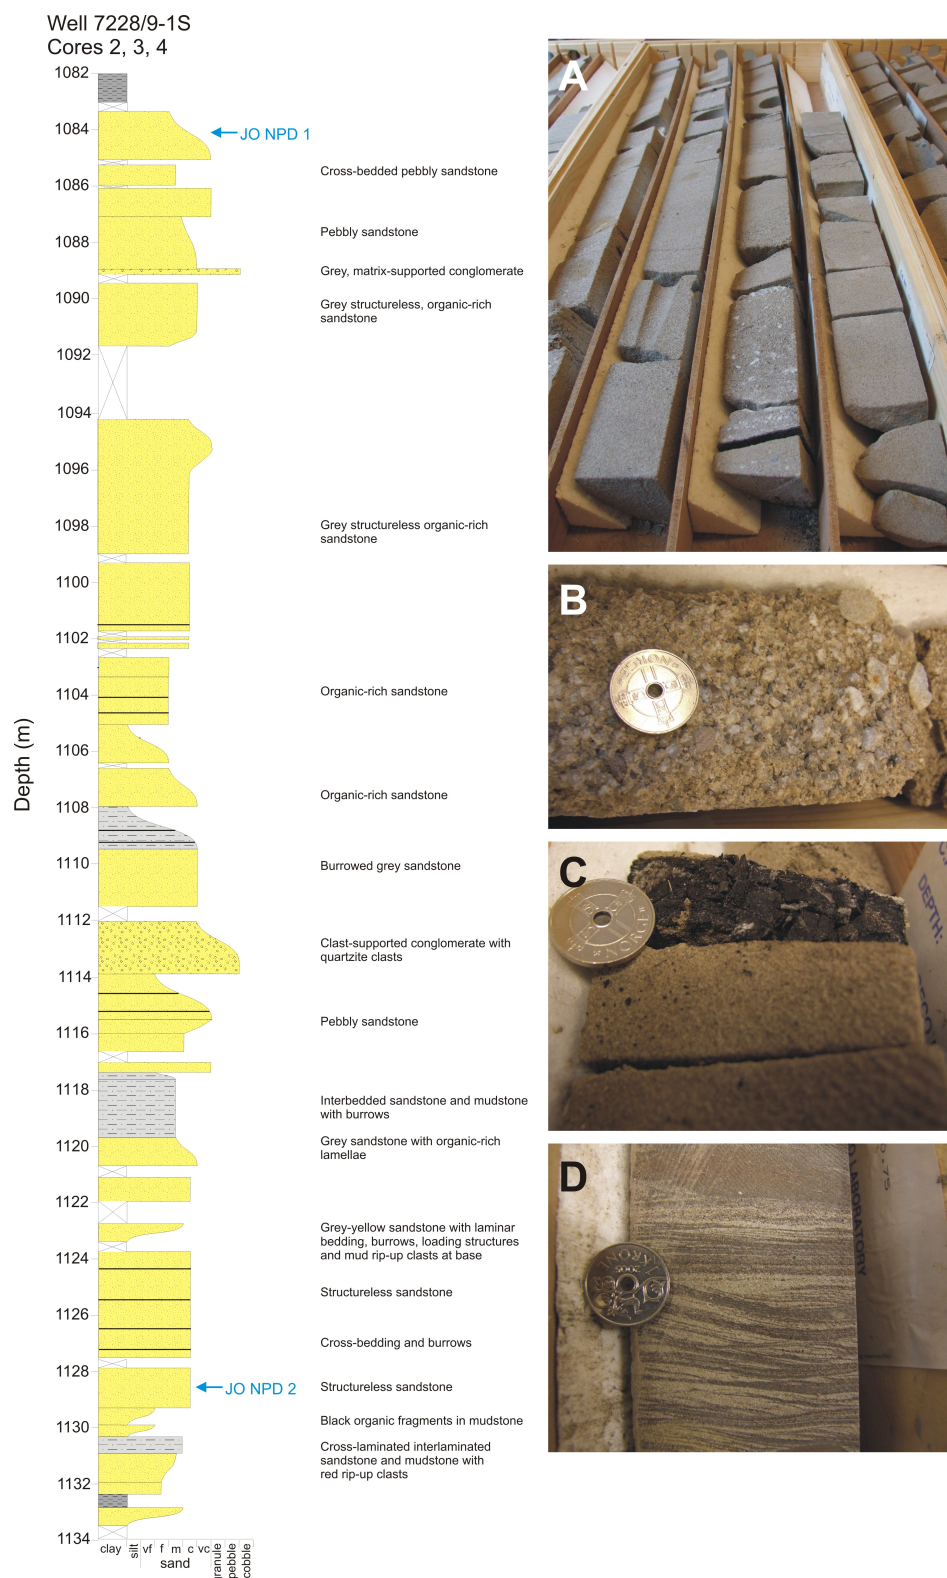 Well 7228/9-1S
Cores 2, 3, 4
1082
1084
JO NPD 1
Cross-bedded pebbly sandstone
1086
Pebbly sandstone
1088
Grey, matrix-supported conglomerate
1090
Grey structureless, organic-rich
sandstone
1092
1094
1096
1098
Grey structureless organic-rich
sandstone
1100
1102
1104
Organic-rich sandstone
Depth (m)
1106
1108
Organic-rich sandstone
1110
Burrowed grey sandstone
1112
Clast-supported conglomerate with
quartzite clasts
1114
1116
Pebbly sandstone
1118
Interbedded sandstone and mudstone
with burrows
1120
Grey sandstone with organic-rich
lamellae
1122
Grey-yellow sandstone with laminar
bedding, burrows, loading structures
and mud rip-up clasts at base
1124
Structureless sandstone
1126
Cross-bedding and burrows
1128
JO NPD 2
Structureless sandstone
1130
Black organic fragments in mudstone
Cross-laminated interlaminated
sandstone and mudstone with
red rip-up clasts
1132
1134
clay
silt
vf
f
m
c
vc
granule
pebble
cobble
sand
A
B
C
DEPTH:
D
LABORATORY